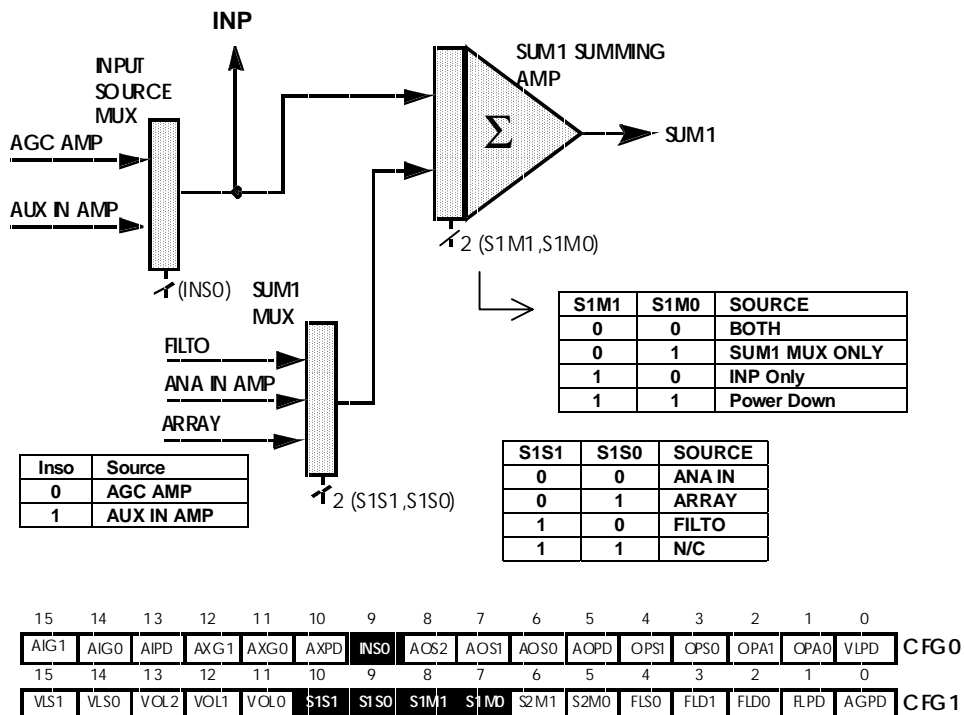 INP
INPUT
SOURCE
MUX
SUM1 SUMMING
AMP
AGC AMP
Σ
SUM1
AUX IN AMP
2 (S1M1,S1M0)
(INS0)
SUM1
MUX
S1M1 S1M0 SOURCE
0 0 BOTH
0 1 SUM1 MUX ONLY
1 0 INP Only
1 1 Power Down
FILTO
ANA IN AMP
ARRAY
S1S1 S1S0 SOURCE
0 0 ANA IN
0 1 ARRAY
1 0 FILTO
1 1 N/C
Inso Source
0 AGC AMP
1 AUX IN AMP
2 (S1S1,S1S0)
15 14 13 12 11 10 9 8 7 6 5 4 3 2 1 0
AIG1 AIG0 AIPD AXG1 AXG0 AXPD INS0 AOS2 AOS1 AOS0 AOPD OPS1 OPS0 OPA1 OPA0 VLPD CFG0
15 14 13 12 11 10 9 8 7 6 5 4 3 2 1 0
VLS1 VLS0 VOL2 VOL1 VOL0 S1S1 S1S0 S1M1 S1M0 S2M1 S2M0 FLS0 FLD1 FLD0 FLPD AGPD CFG1